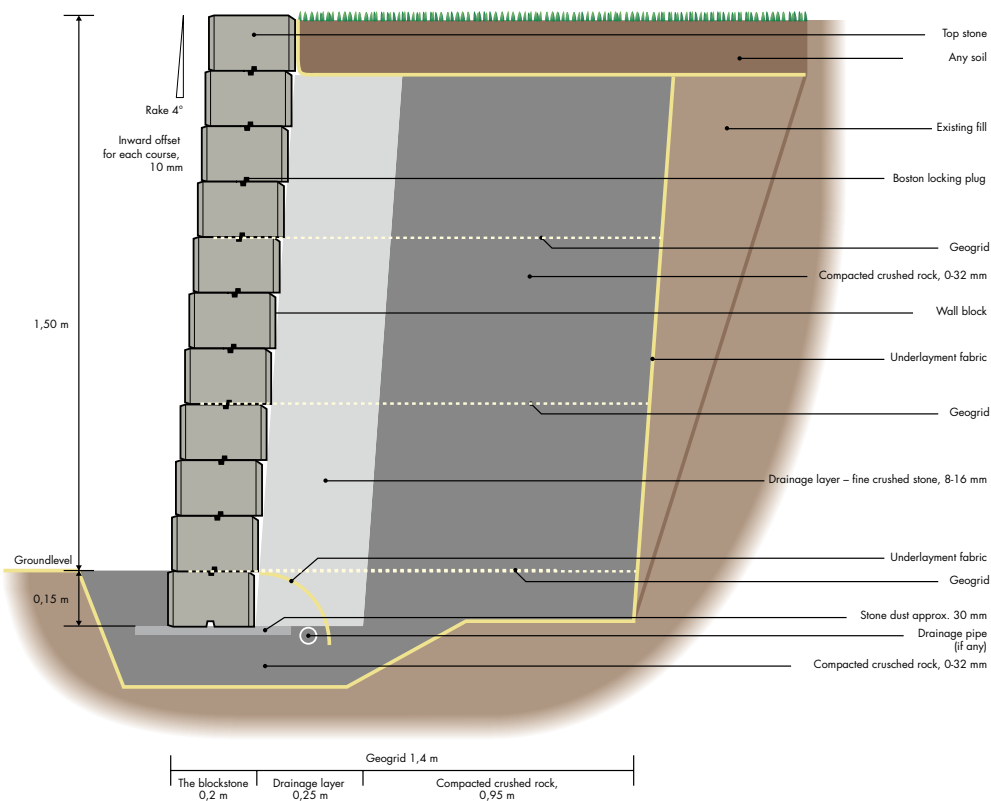 Top stone
Any soil
Rake 4°
Existing fill
Inward offset
for each course,
10 mm
Boston locking plug
Geogrid
Compacted crushed rock, 0-32 mm
Wall block
1,50 m
Underlayment fabric
Geogrid
Drainage layer – fine crushed stone, 8-16 mm
Groundlevel
Underlayment fabric
Geogrid
0,15 m
Stone dust approx. 30 mm
Drainage pipe
(if any)
Compacted crusched rock, 0-32 mm
Geogrid 1,4 m
The blockstone
0,2 m
Drainage layer
0,25 m
Compacted crushed rock,
0,95 m